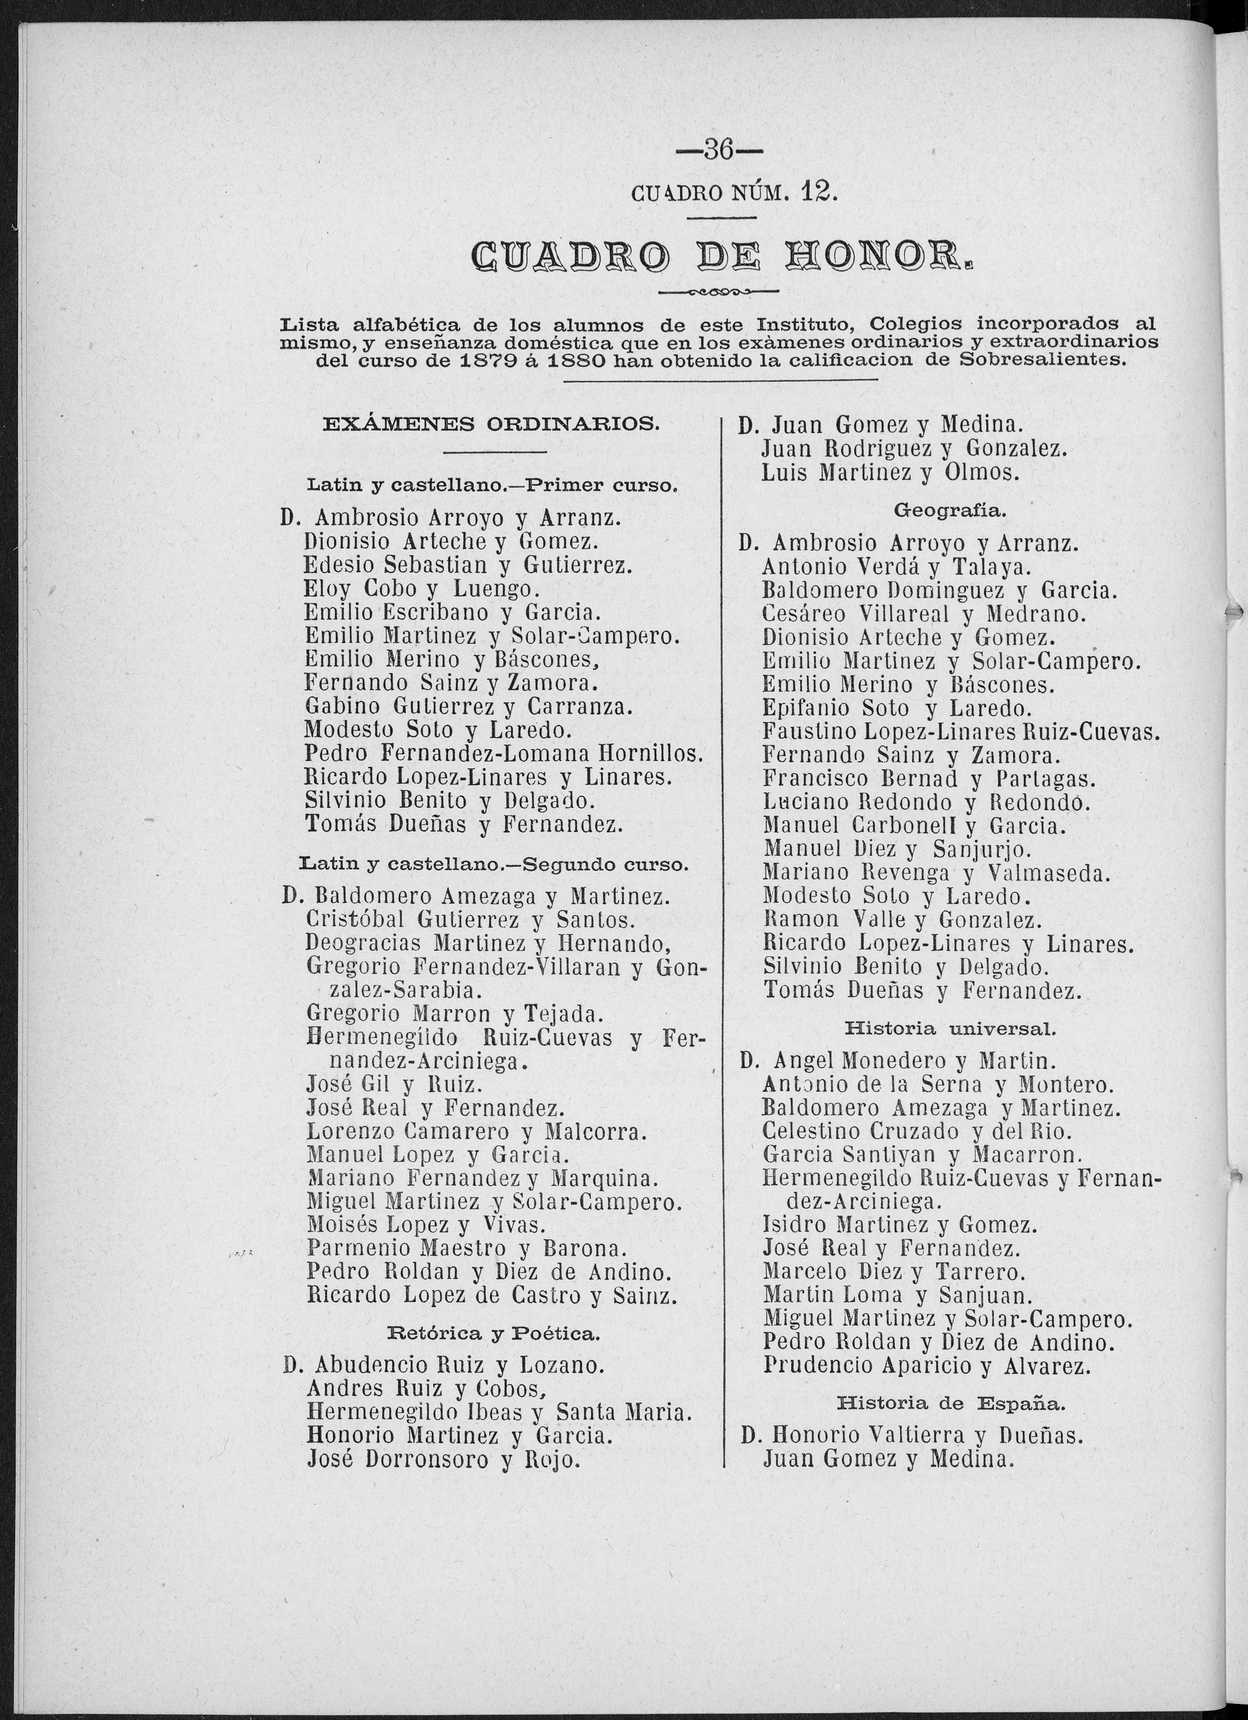 —36—
CUADRO NÚM. 12.
CUADRO DE HONOR.
Lista alfabética de los alumnos de este Instituto, Colegios incorporados al
mismo, y enseñanza doméstica que en los exàmenes ordinarios y extraordinarios
del curso de 1879 á 1880 han obtenido la calificacion de Sobresalientes.
EXÁMENES ORDINARIOS.
Latin y castellano.—Primer curso.
D. Ambrosio Arroyo y Arranz.
Dionisio Arteche y Gomez.
Edesio Sebastian y Gutierrez.
Eloy Cobo y Luengo.
Emilio Escribano y Garcia.
Emilio Martinez y Solar-Campero.
Emilio Merino y Báscones,
Fernando Sainz y Zamora.
Gabino Gutierrez y Carranza.
Modesto Soto y Laredo.
Pedro Fernandez-Lomana Hornillos.
Ricardo Lopez-Linares y Linares.
Silvinio Benito y Delgado.
Tomás Dueñas y Fernandez.
Latin y castellano.—Segundo curso.
D. Baldomero Amezaga y Martinez.
Cristóbal Gutierrez y Santos.
Deogracias Martinez y Hernando,
Gregorio Fernandez-Villaran y Gon-
zalez-Sarabia.
Gregorio Marron y Tejada.
Hermenegildo Ruiz-Cuevas y Fer-
nandez-Arciniega.
José Gil y Ruiz.
José Real y Fernandez.
Lorenzo Camarero y Malcorra.
Manuel Lopez y Garcia.
Mariano Fernandez y Marquina.
Miguel Martinez y Solar-Campero.
Moisés Lopez y Vivas.
Parmenio Maestro y Barona.
Pedro Roldan y Diez de Andino.
Ricardo Lopez de Castro y Sainz.
Retórica y Poética.
D. Abudencio Ruiz y Lozano.
Andres Ruiz y Cobos,
Hermenegildo Ibeas y Santa Maria.
Honorio Martinez y Garcia.
José Dorronsoro y Rojo.
D. Juan Gomez y Medina.
Juan Rodriguez y Gonzalez.
Luis Martinez y Olmos.
Geografía.
D. Ambrosio Arroyo y Arranz.
Antonio Verdá y Talaya.
Baldomero Dominguez y Garcia.
Cesáreo Villareal y Medrano.
Dionisio Arteche y Gomez.
Emilio Martinez y Solar-Campero.
Emilio Merino y Báscones.
Epifanio Soto y Laredo.
Faustino Lopez-Linares Ruiz-Cuevas.
Fernando Sainz y Zamora.
Francisco Bernad y Partagas.
Luciano Redondo y Redondo.
Manuel Carbonell y Garcia.
Manuel Diez y Sanjurjo.
Mariano Revenga y Valmaseda.
Modesto Soto y Laredo.
Ramon Valle y Gonzalez.
Ricardo Lopez-Linares y Linares.
Silvinio Benito y Delgado.
Tomás Dueñas y Fernandez.
Historia universal.
D. Angel Monedero y Martin.
Antonio de la Serna y Montero.
Baldomero Amezaga y Martinez.
Celestino Cruzado y del Rio.
Garcia Santiyan y Macarron.
Hermenegildo Ruiz-Cuevas y Fernan-
dez-Arciniega.
Isidro Martinez y Gomez.
José Real y Fernandez.
Marcelo Diez y Tarrero.
Martin Loma y Sanjuan.
Miguel Martinez y Solar-Campero.
Pedro Roldan y Diez de Andino.
Prudencio Aparicio y Alvarez.
Historia de España.
D. Honorio Valtierra y Dueñas.
Juan Gomez y Medina.